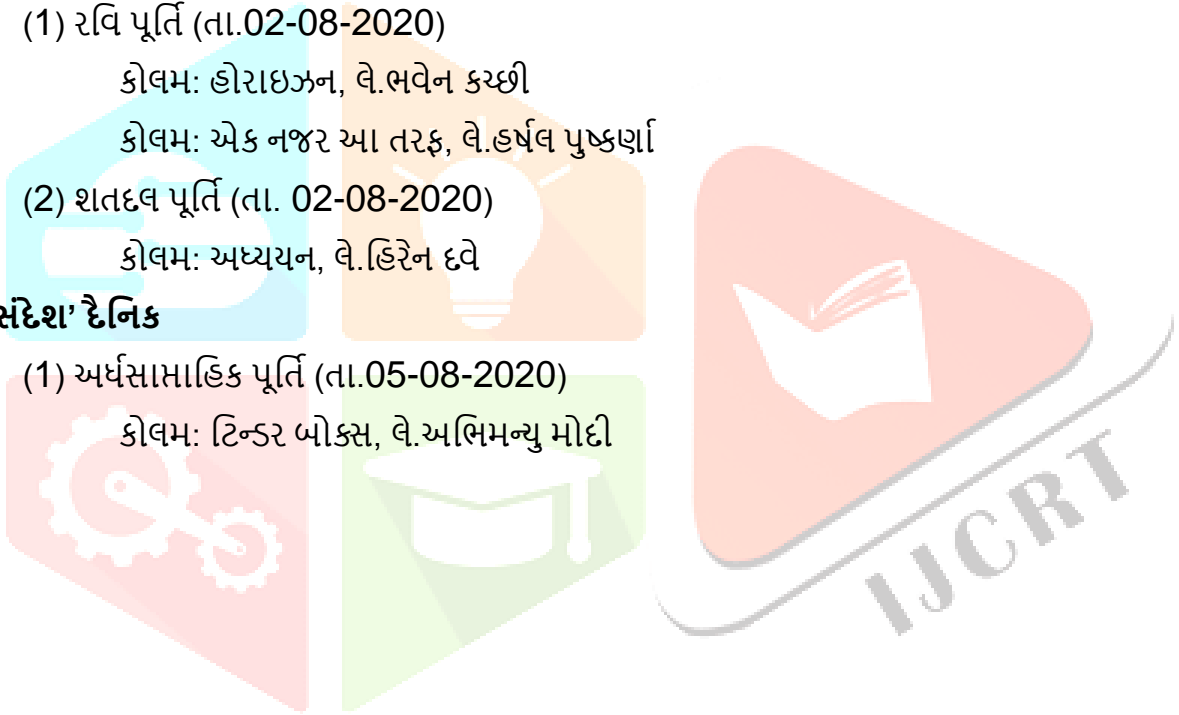 (1) રવિ પૂર્તિ (તા.02-08-2020)
કોલમ: હોરાઇઝન, લે.ભવેન કચ્છી
કોલમ: એક નજર આ તરફ, લે.હર્ષલ પુષ્કર્ણા
(2) શતદલ પૂર્તિ (તા. 02-08-2020)
કોલમ: અધ્યયન, લે.હિરેન દવે
સંદેશ’ દૈનિક
(1) અર્ધસાપ્તાહિક પૂર્તિ (તા.05-08-2020)
કોલમ: ટિન્ડર બોક્સ, લે.અભિમન્યુ મોદી
IJCRT